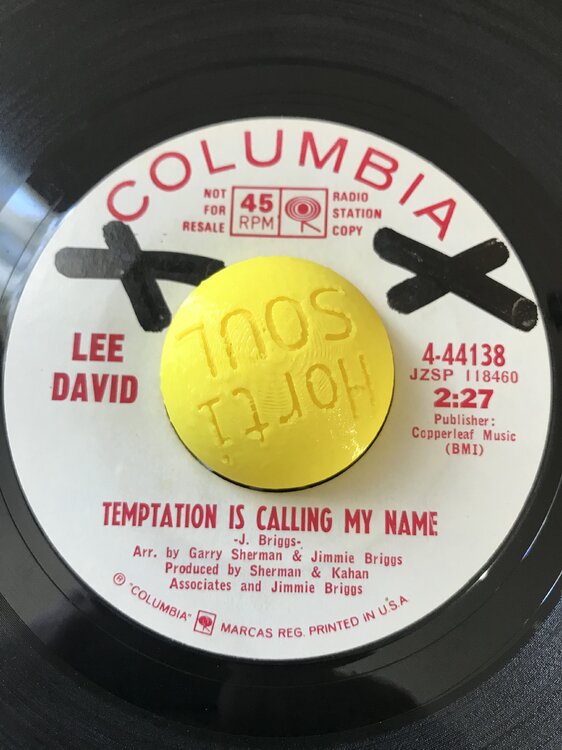 COLUMBIA
NOT
FOR
RESALE
45
RPM
RADIO
STATION
COPY
Horti
SOUL
LEE
DAVID
4-44138
JZSP 118460
2:27
Publisher:
Copperleaf Music
(BMI)
TEMPTATION IS CALLING MY NAME
-J. Briggs-
Arr. by Garry Sherman & Jimmie Briggs
Produced by Sherman & Kahan
Associates and Jimmie Briggs
Ⓡ "COLUMBIA" MARCAS REG. PRINTED IN U.S.A.